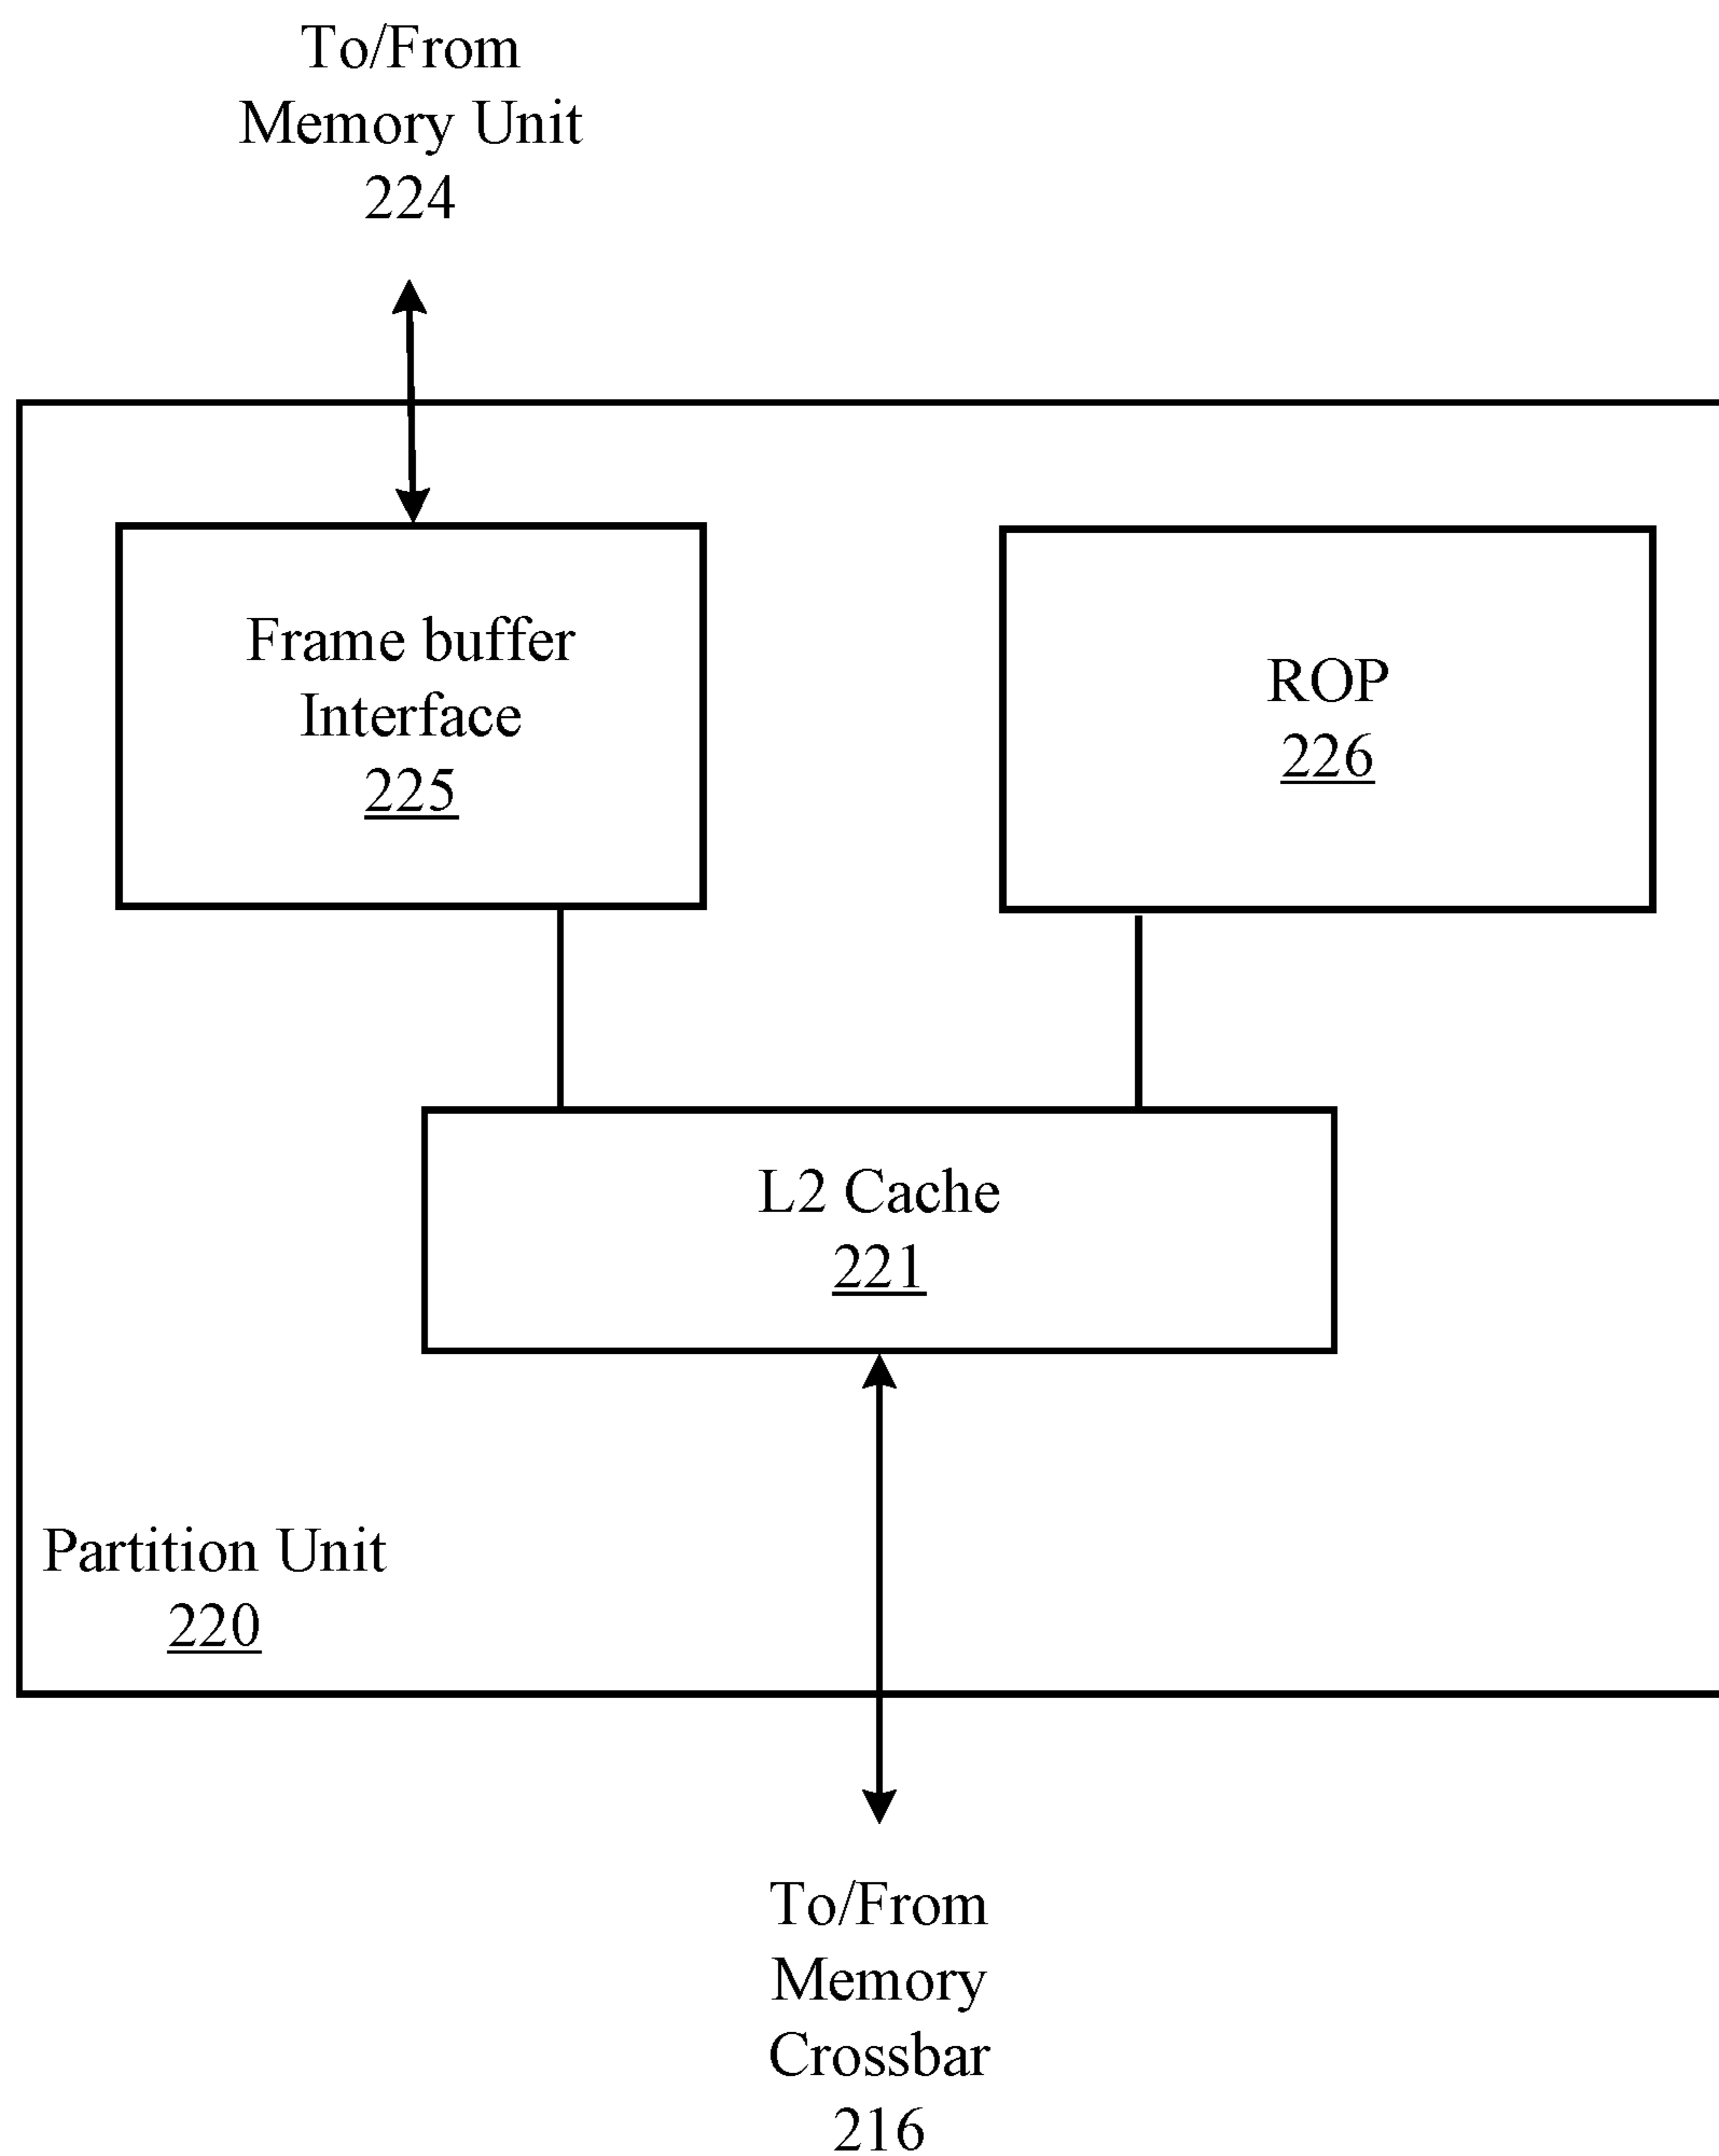 To/From
Memory Unit
224
Frame buffer
Interface
225
ROP
226
L2 Cache
221
Partition Unit
220
To/From
Memory
Crossbar
216